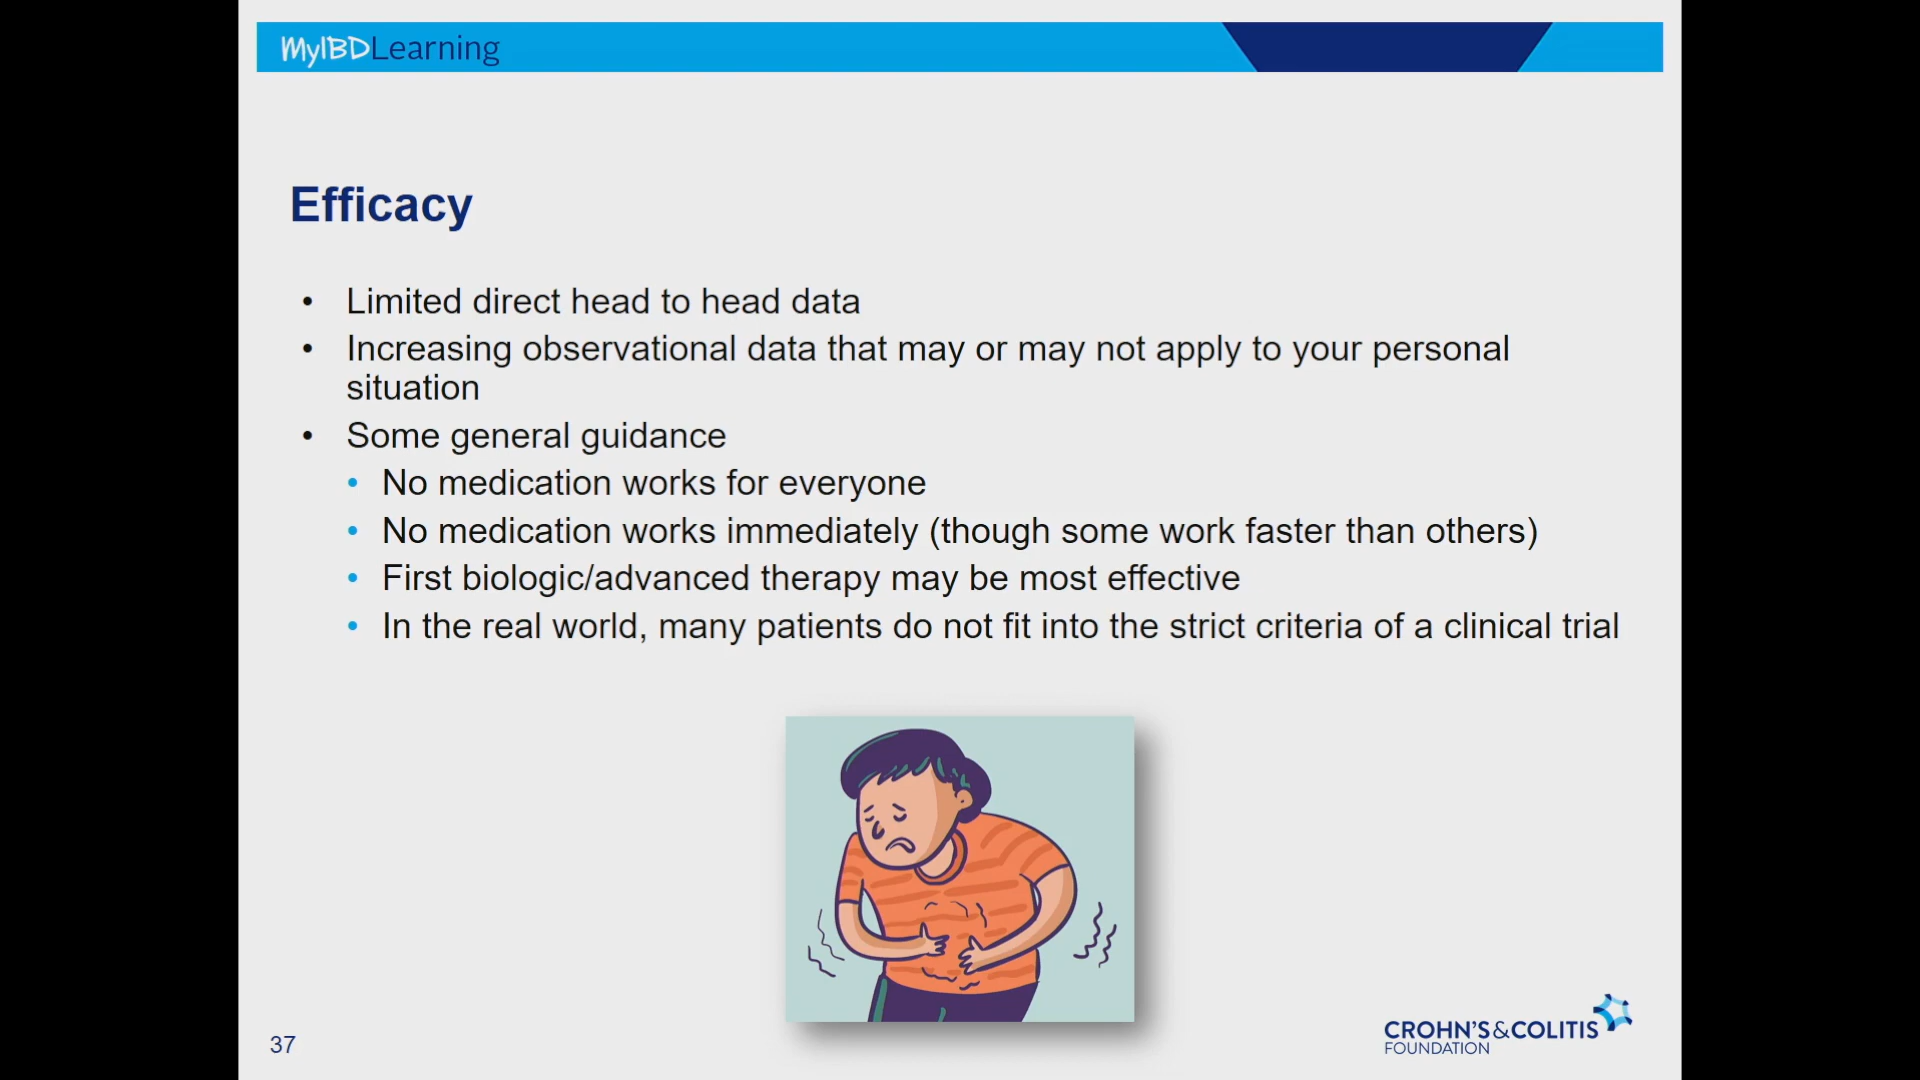 MyIBDLearning
Efficacy
• Limited direct head to head data
• Increasing observational data that may or may not apply to your personal
situation
• Some general guidance
• No medication works for everyone
• No medication works immediately (though some work faster than others)
• First biologic/advanced therapy may be most effective
• In the real world, many patients do not fit into the strict criteria of a clinical trial
37
CROHN'S&COLITIS
FOUNDATION